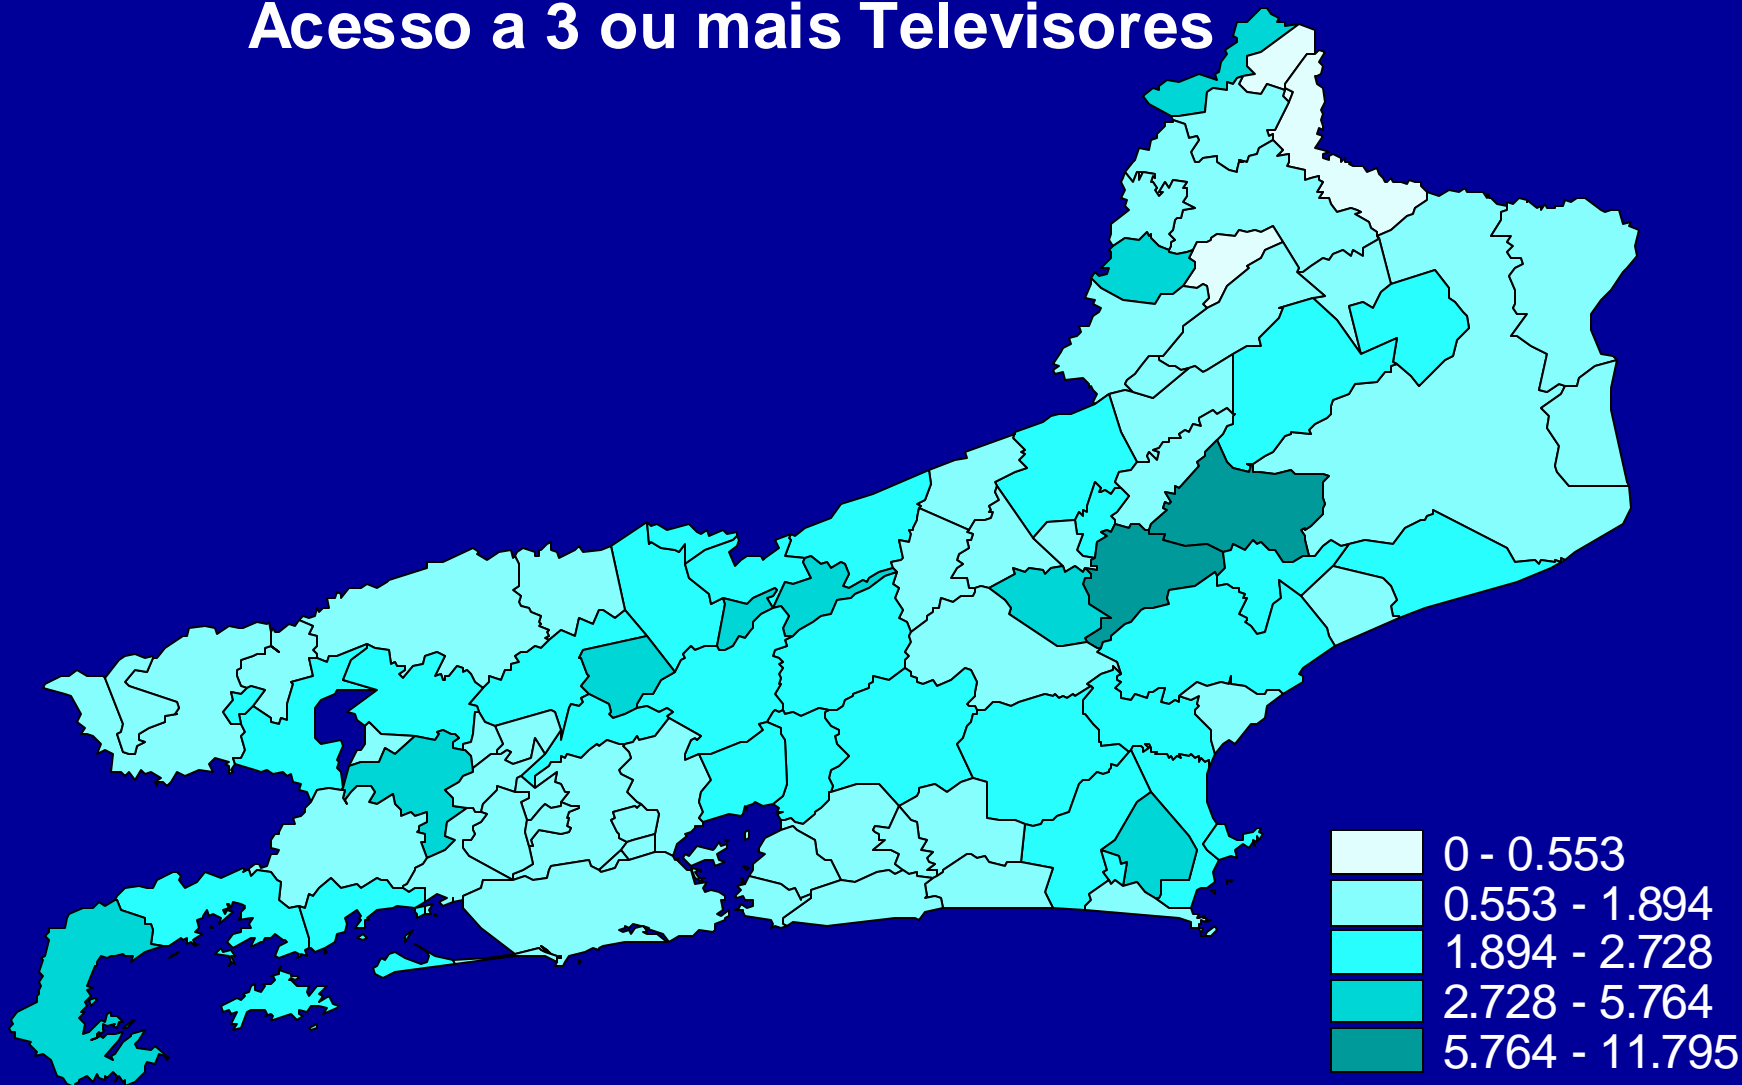 Acesso a 3 ou mais Televisores
0 - 0.553
0.553 - 1.894
1.894 - 2.728
2.728 - 5.764
5.764 - 11.795